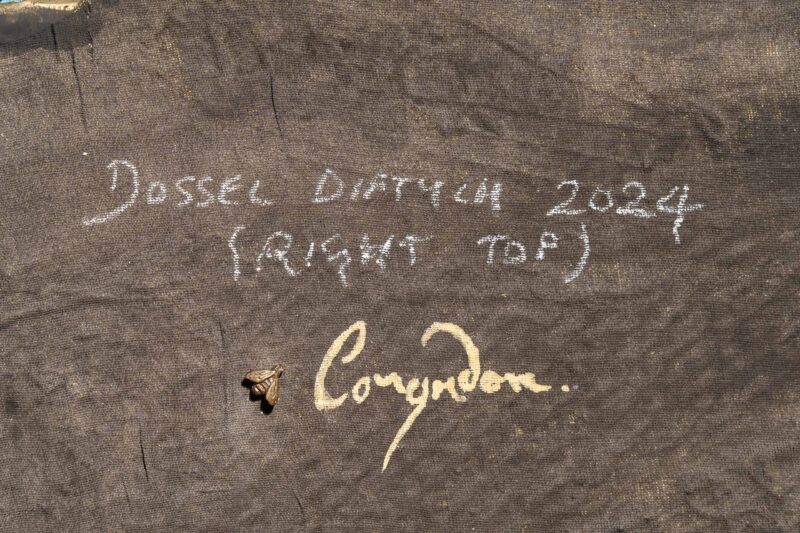 DOSSEL DIPTYCH 2024
(RIGHT TOP)
Congdon.